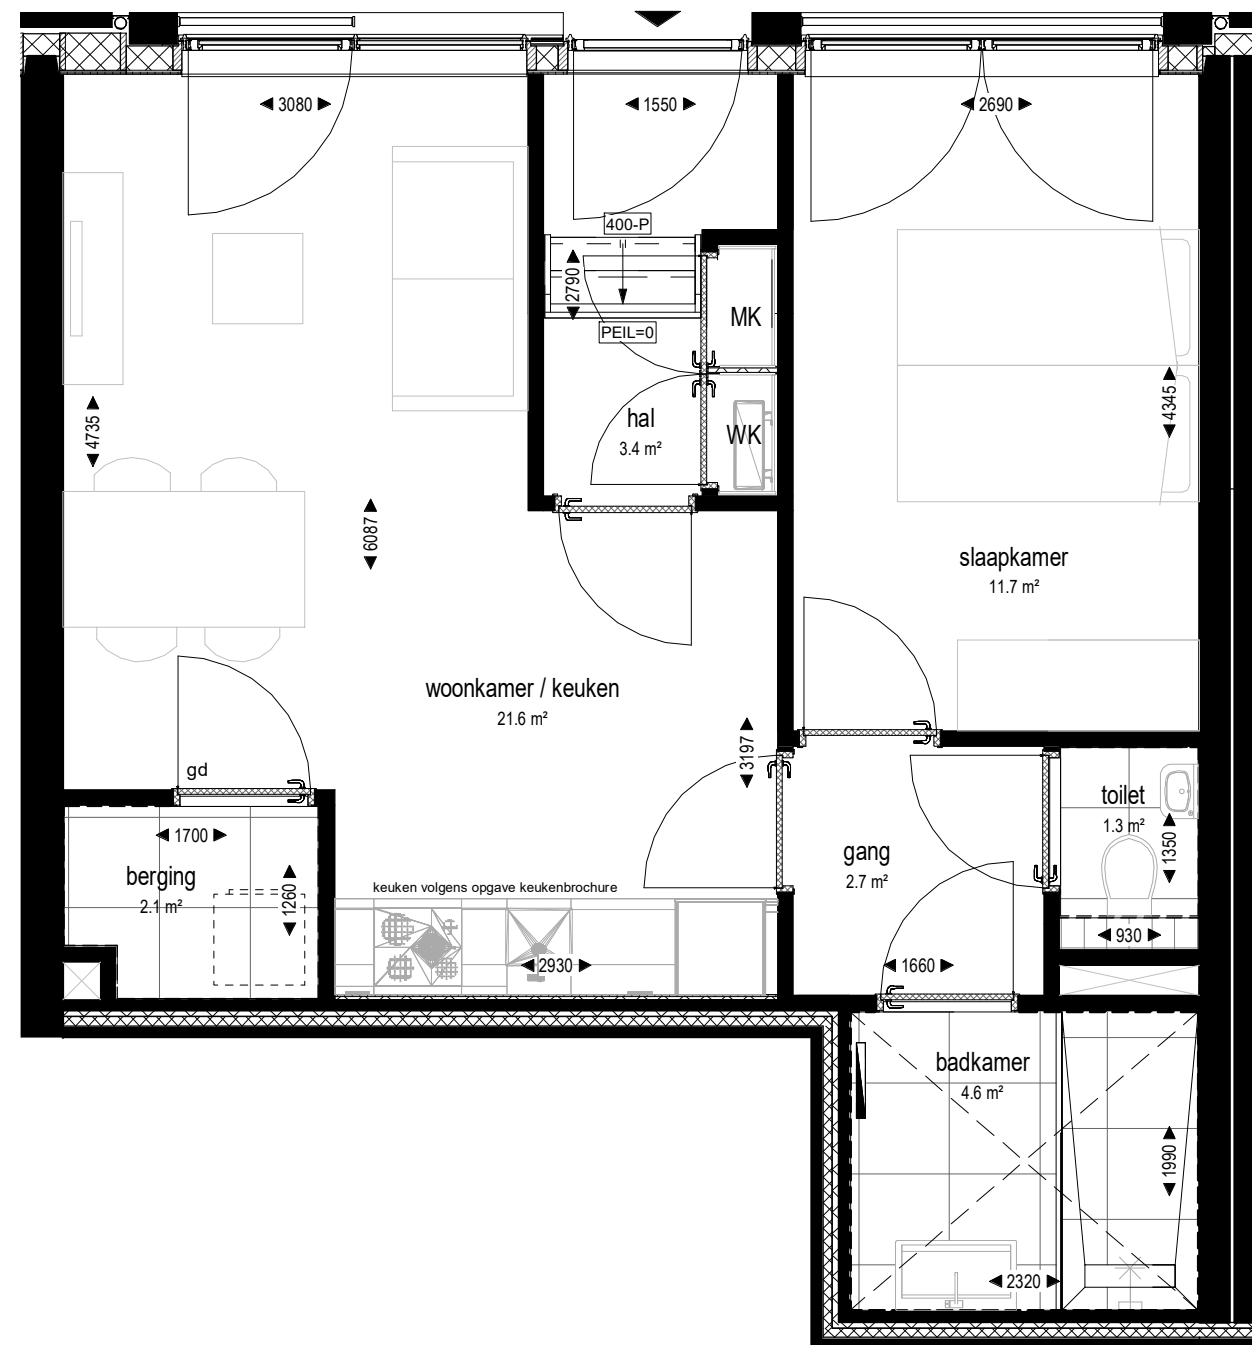 3080
1550
2690
400-P
2790
PEIL=0
MK
WK
hal
3.4 m²
4735
6087
4345
slaapkamer
11.7 m²
woonkamer / keuken
21.6 m²
3197
gd
1700
berging
2.1 m²
1260
keuken volgens opgave keukenbrochure
2930
gang
2.7 m²
1660
toilet
1.3 m²
1350
930
badkamer
4.6 m²
1990
2320